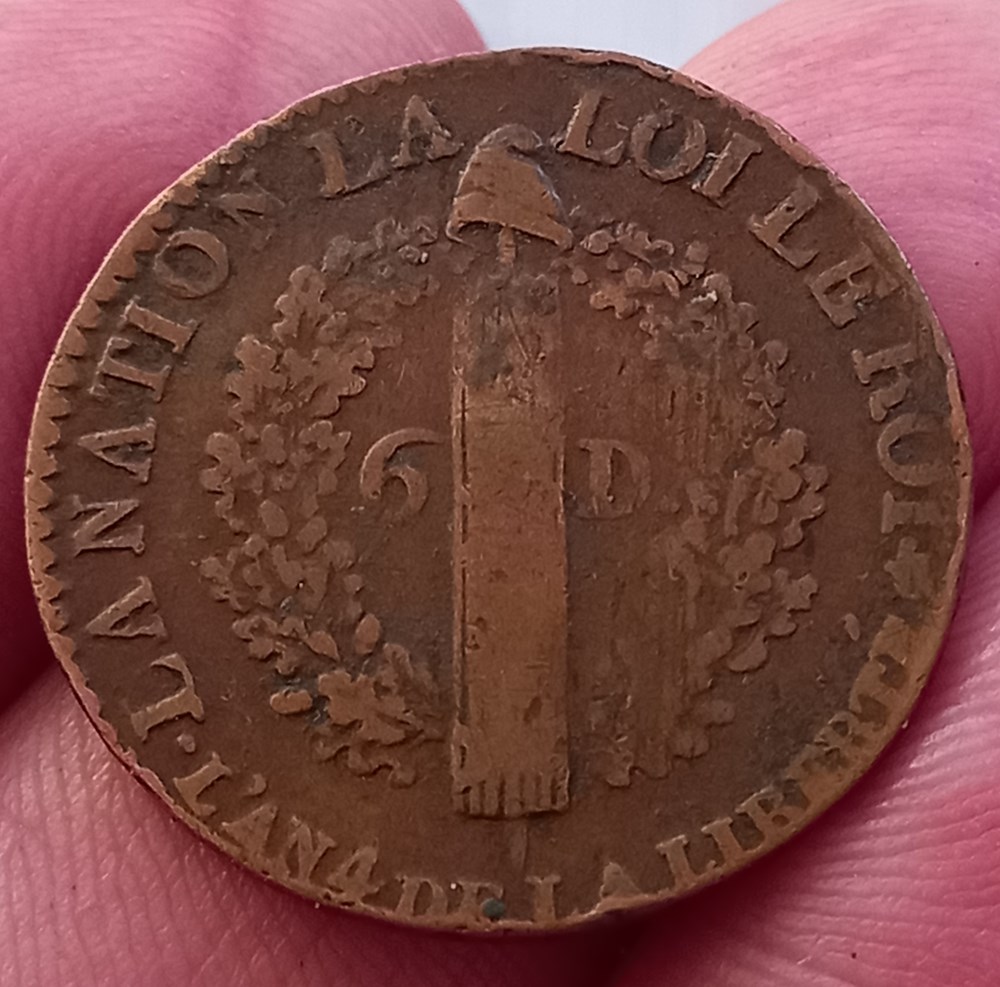 LA NATION LA LOI LE ROI *
6 D.
I. L'AN 4 DE LA LIBERTÉ